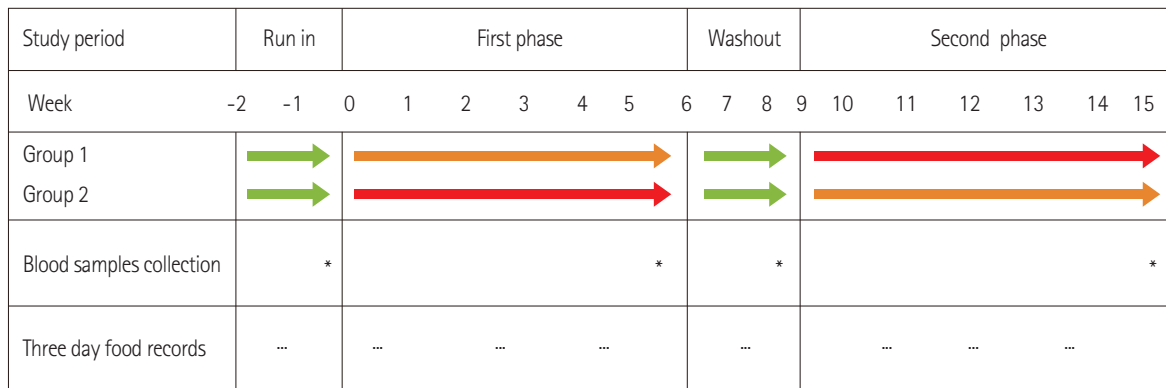 Study period Run in First phase Washout Second phase
Week -2 -1 0 1 2 3 4 5 6 7 8 9 10 11 12 13 14 15
Group 1
Group 2
Blood samples collection * * * *
Three day food records ... ... ... ... ... ... ... ...